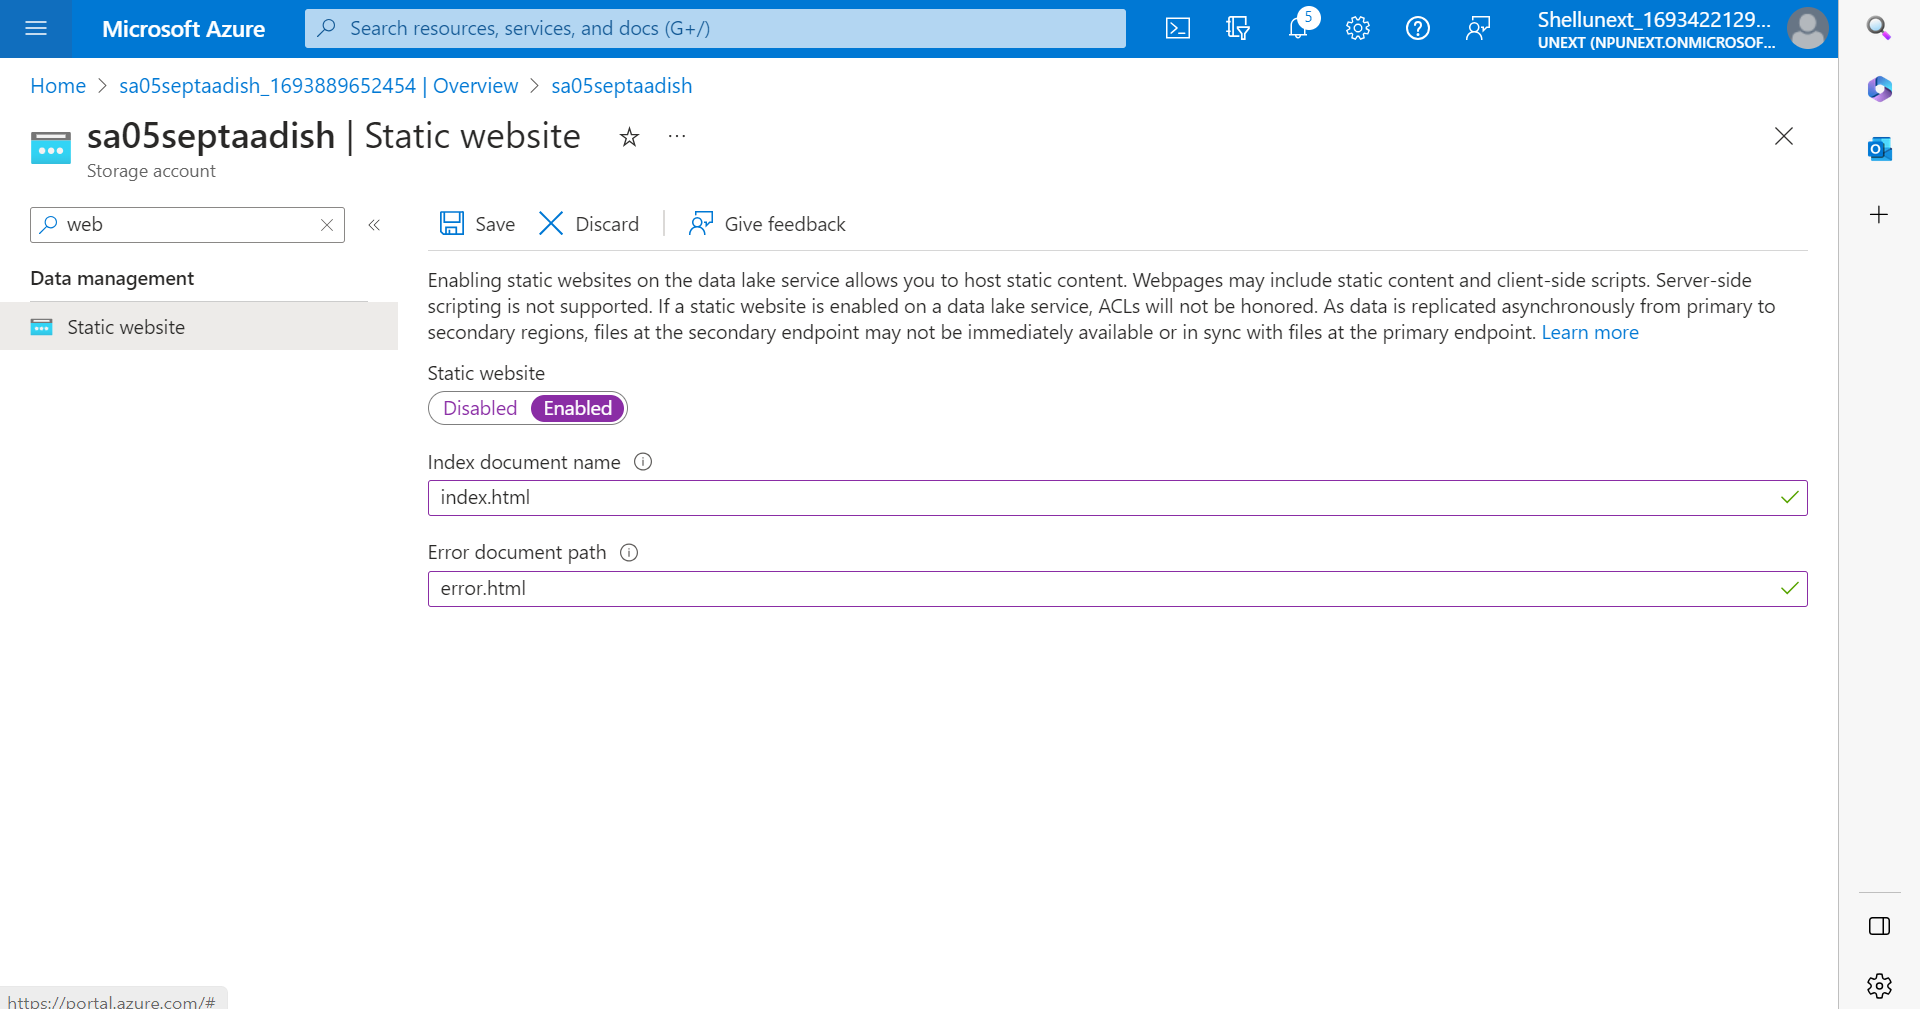 Microsoft Azure
Search resources, services, and docs (G+/)
5
Shellunext_1693422129...
UNEXT (NPUNEXT.ONMICROSOF...
Home > sa05septaadish_1693889652454 | Overview > sa05septaadish
sa05septaadish | Static website
Storage account
web
Data management
Static website
Save
Discard
Give feedback
Enabling static websites on the data lake service allows you to host static content. Webpages may include static content and client-side scripts. Server-side
scripting is not supported. If a static website is enabled on a data lake service, ACLs will not be honored. As data is replicated asynchronously from primary to
secondary regions, files at the secondary endpoint may not be immediately available or in sync with files at the primary endpoint. Learn more
Static website
Disabled Enabled
Index document name
index.html
Error document path
error.html
https://portal.azure.com/#